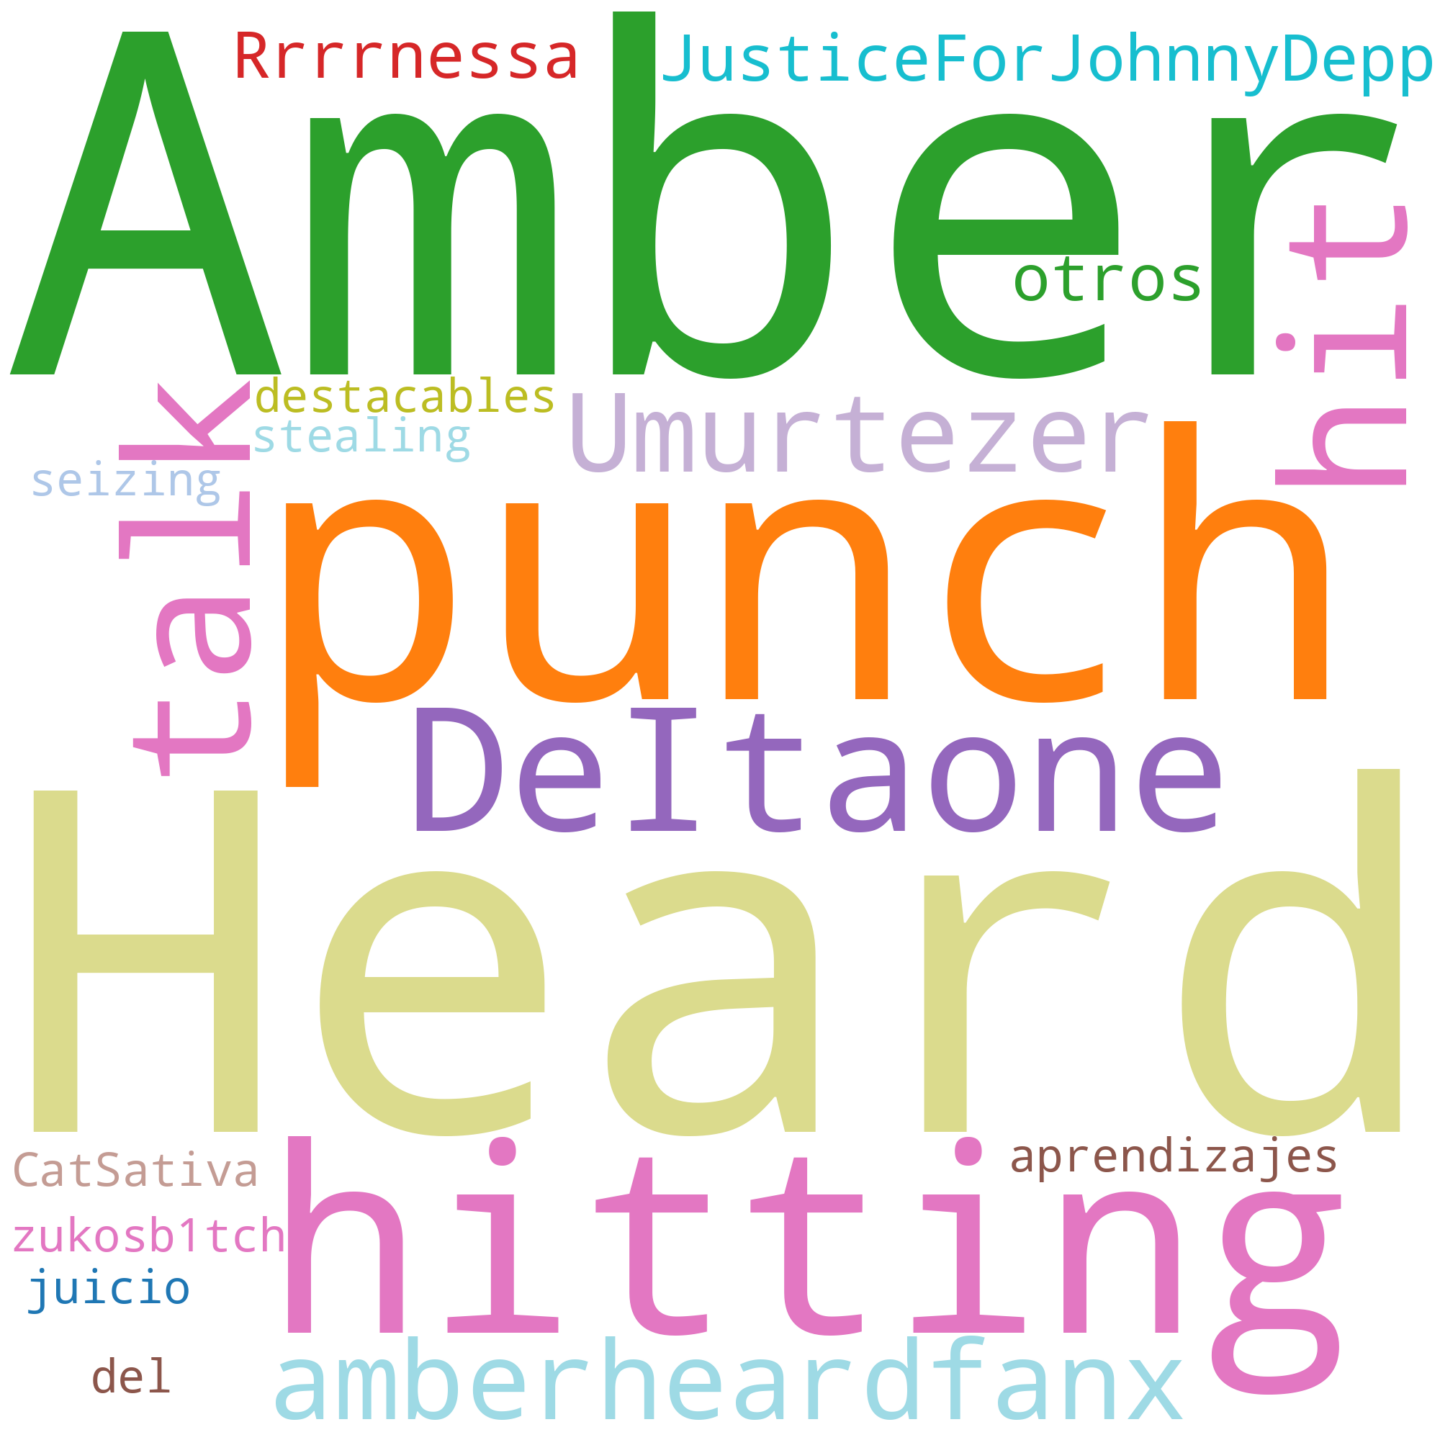 Rrrrnessa
JusticeForJohnnyDepp
Amber
hit
otros
destacables
stealing
seizing
Umurtezer
talk
punch
DeItaone
Heard
CatSativa
aprendizajes
hitting
zukosb1tch
juicio
del
amberheardfanx